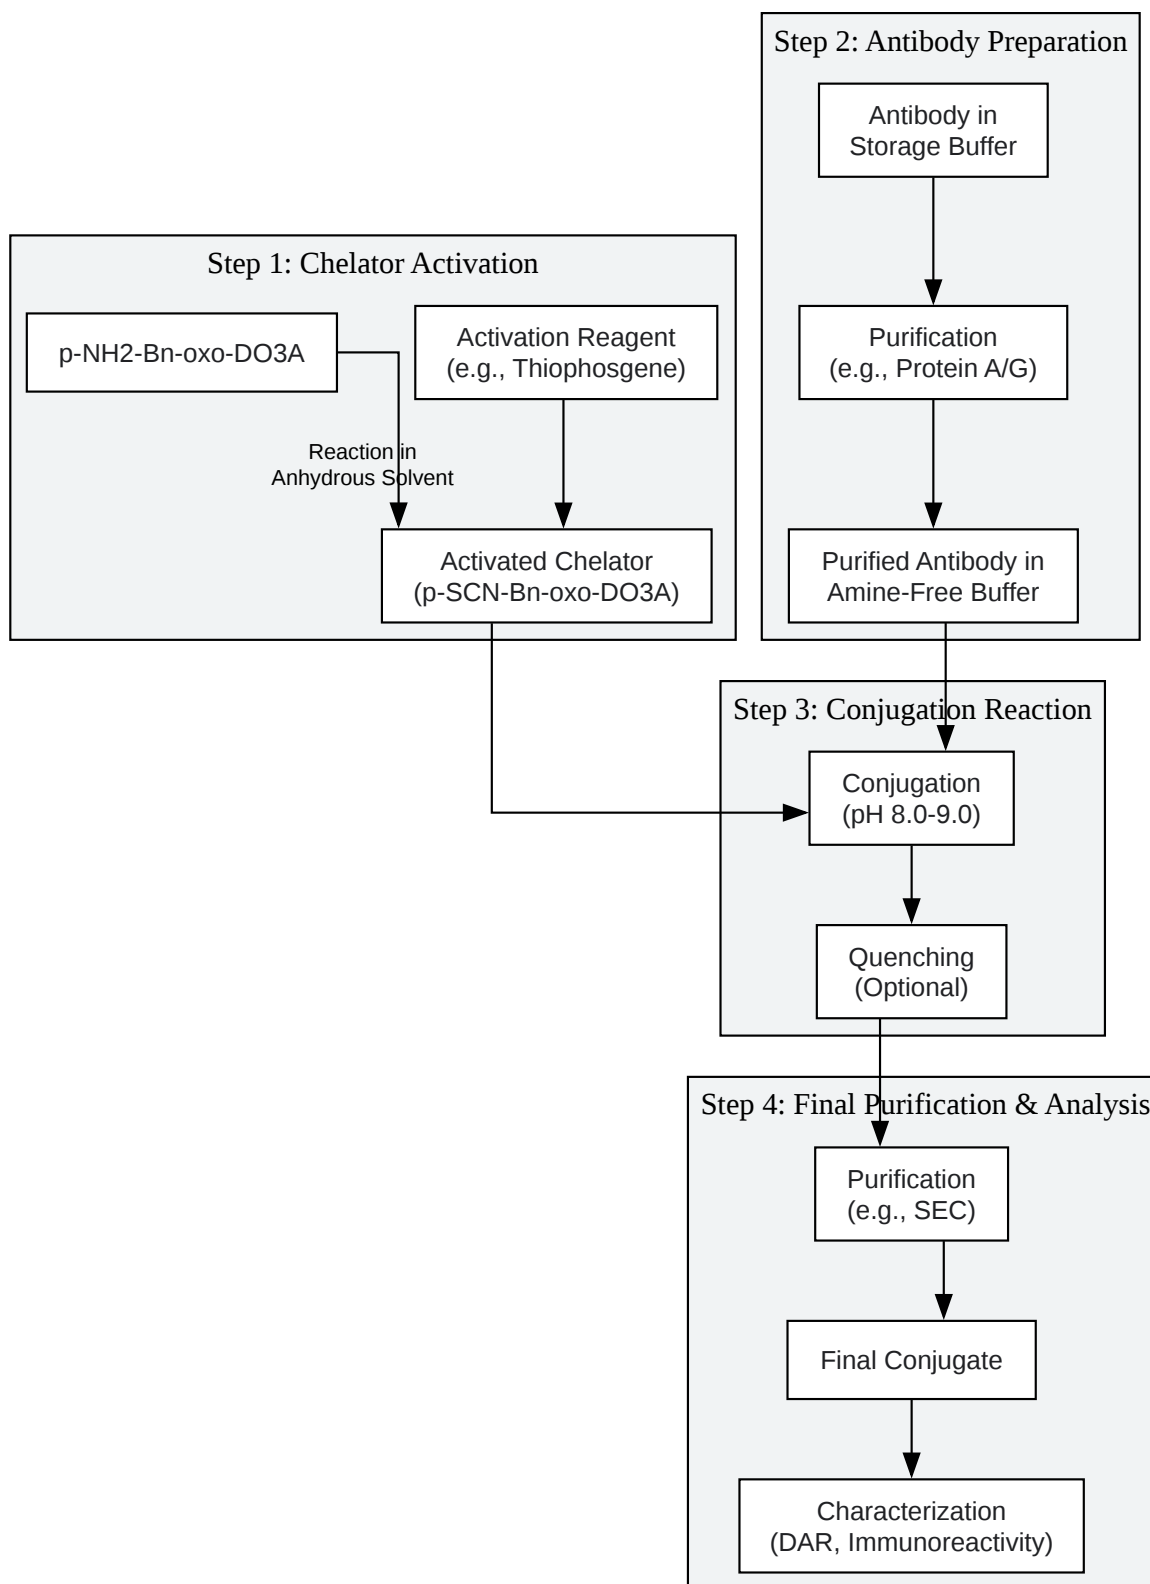 Step 1: Chelator Activation
p-NH2-Bn-oxo-DO3A
Activation Reagent
(e.g., Thiophosgene)
Reaction in
Anhydrous Solvent
Activated Chelator
(p-SCN-Bn-oxo-DO3A)
Step 2: Antibody Preparation
Antibody in
Storage Buffer
Purification
(e.g., Protein A/G)
Purified Antibody in
Amine-Free Buffer
Step 3: Conjugation Reaction
Conjugation
(pH 8.0-9.0)
Quenching
(Optional)
Step 4: Final Purification & Analysis
Purification
(e.g., SEC)
Final Conjugate
Characterization
(DAR, Immunoreactivity)